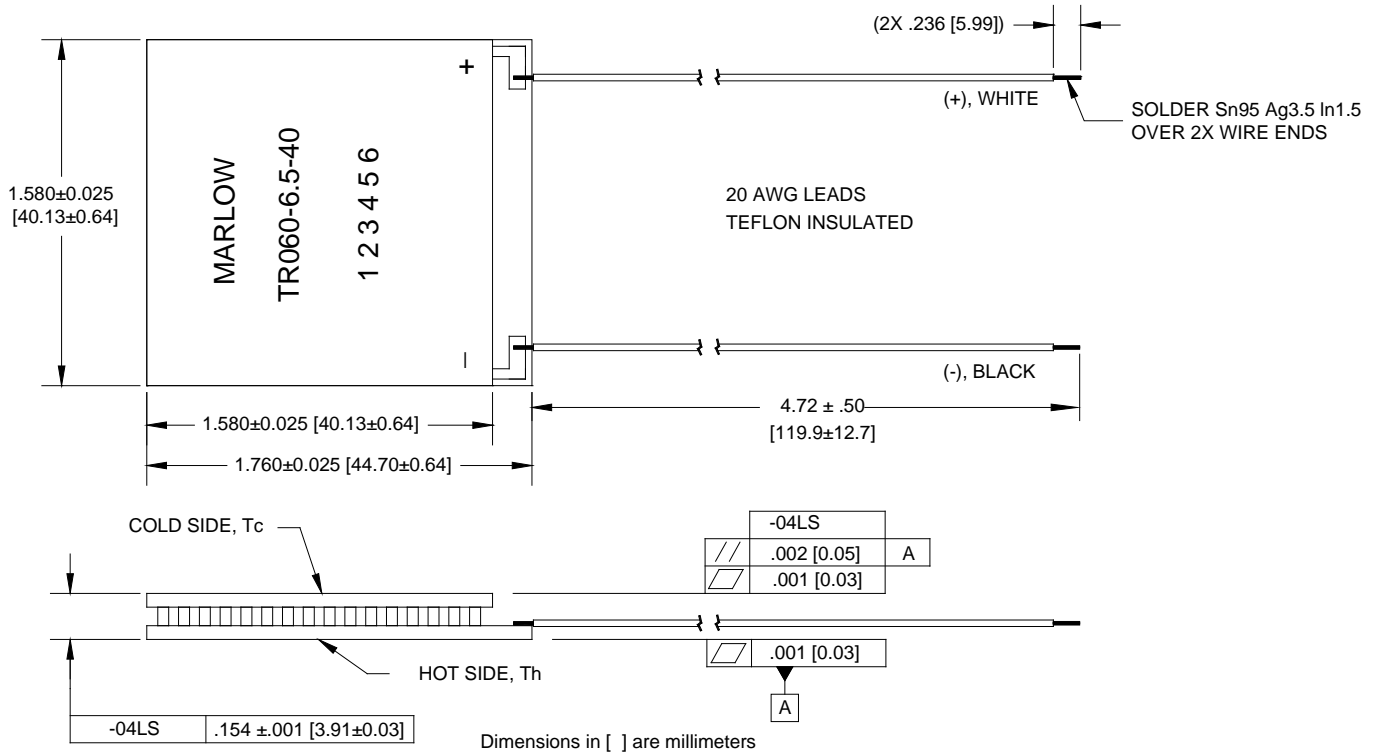 (2X .236 [5.99])
+
(+), WHITE
SOLDER Sn95 Ag3.5 In1.5
OVER 2X WIRE ENDS
1.580±0.025
[40.13±0.64]
MARLOW
TR060-6.5-40
1 2 3 4 5 6
20 AWG LEADS
TEFLON INSULATED
–
(-), BLACK
4.72 ± .50
[119.9±12.7]
1.580±0.025 [40.13±0.64]
1.760±0.025 [44.70±0.64]
COLD SIDE, Tc
-04LS
// .002 [0.05] A
.001 [0.03]
.001 [0.03]
A
HOT SIDE, Th
-04LS .154 ±.001 [3.91±0.03]
Dimensions in [ ] are millimeters